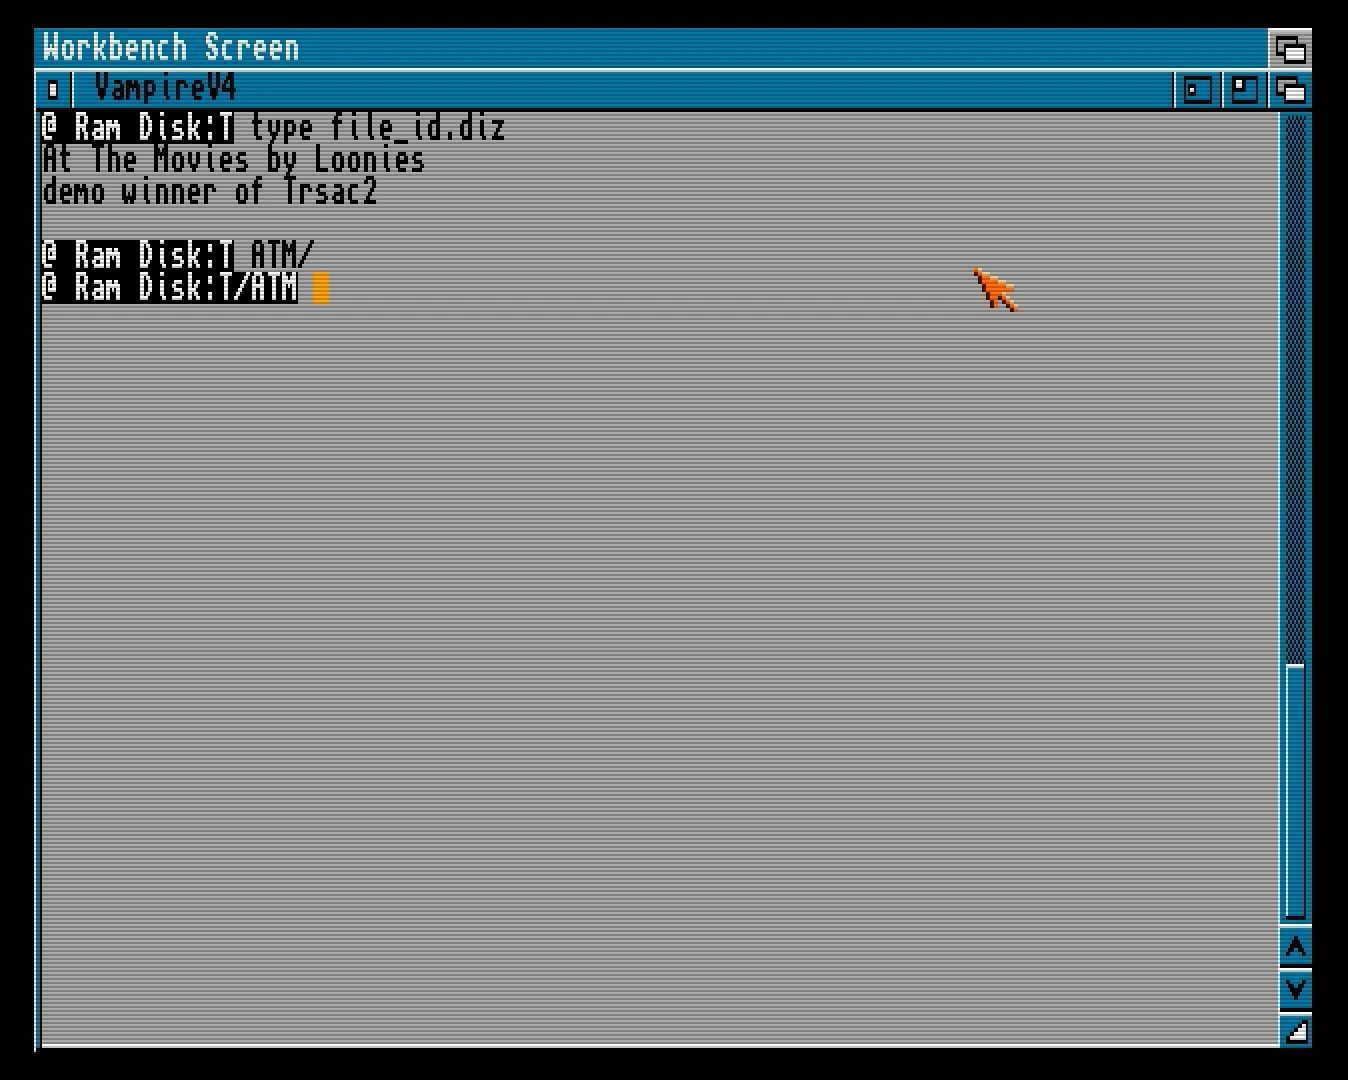 Workbench Screen
VampireV4
@ Ram Disk:T type file_id.diz
At The Movies by Loonies
demo winner of Trsac2
@ Ram Disk:T ATM/
@ Ram Disk:T/ATM